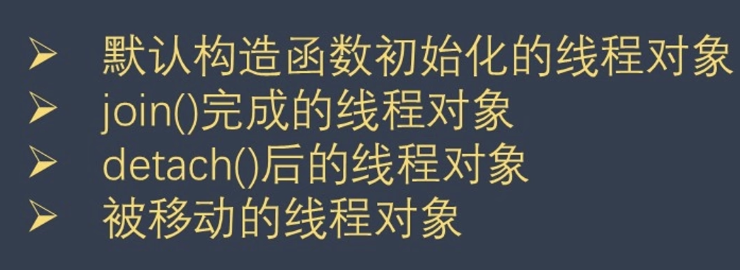 ➢ 默认构造函数初始化的线程对象
➢ join()完成的线程对象
➢ detach()后的线程对象
➢ 被移动的线程对象